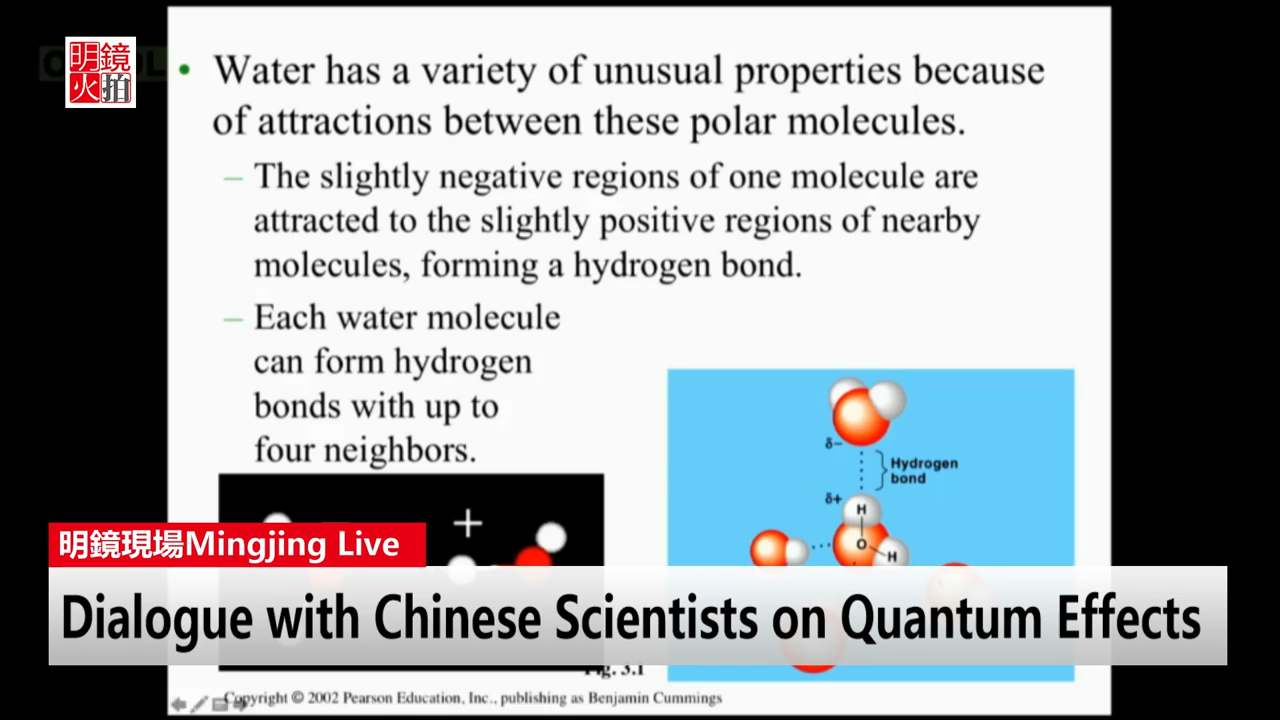 明鏡
火拍
• Water has a variety of unusual properties because
of attractions between these polar molecules.
– The slightly negative regions of one molecule are
attracted to the slightly positive regions of nearby
molecules, forming a hydrogen bond.
– Each water molecule
can form hydrogen
bonds with up to
four neighbors.
δ–
Hydrogen
bond
δ+
H
O
H
+
明鏡現場Mingjing Live
Dialogue with Chinese Scientists on Quantum Effects
Fig. 3.1
Copyright © 2002 Pearson Education, Inc., publishing as Benjamin Cummings